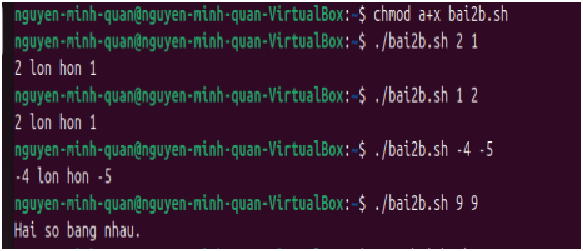 nguyen-minh-quan@nguyen-minh-quan-VirtualBox:~$ chmod a+x bai2b.sh
nguyen-minh-quan@nguyen-minh-quan-VirtualBox:~$ ./bai2b.sh 2 1
2 lon hon 1
nguyen-minh-quan@nguyen-minh-quan-VirtualBox:~$ ./bai2b.sh 1 2
2 lon hon 1
nguyen-minh-quan@nguyen-minh-quan-VirtualBox:~$ ./bai2b.sh -4 -5
-4 lon hon -5
nguyen-minh-quan@nguyen-minh-quan-VirtualBox:~$ ./bai2b.sh 9 9
Hai so bang nhau.